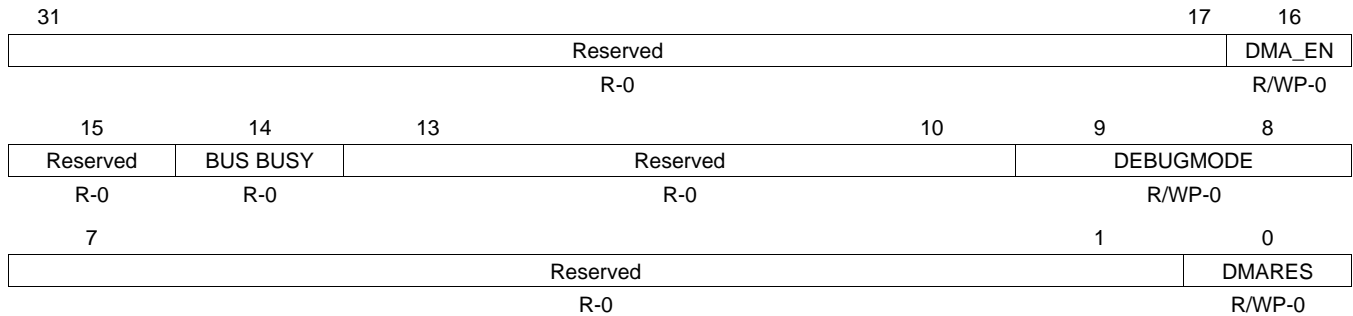 31 17 16
Reserved DMA_EN
R-0 R/WP-0
15 14 13 10 9 8
Reserved BUS BUSY Reserved DEBUGMODE
R-0 R-0 R-0 R/WP-0
7 1 0
Reserved DMARES
R-0 R/WP-0